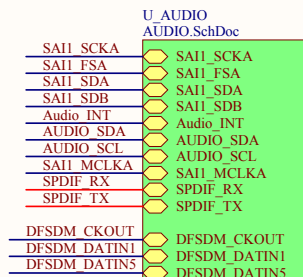 U_AUDIO
AUDIO.SchDoc
SAI1_SCKA SAI1_SCKA
SAI1_FSA SAI1_FSA
SAI1_SDA SAI1_SDA
SAI1_SDB SAI1_SDB
Audio_INT Audio_INT
AUDIO_SDA AUDIO_SDA
AUDIO_SCL AUDIO_SCL
SAI1_MCLKA SAI1_MCLKA
SPDIF_RX SPDIF_RX
SPDIF_TX SPDIF_TX
DFSDM_CKOUT DFSDM_CKOUT
DFSDM_DATIN1 DFSDM_DATIN1
DFSDM_DATIN5 DFSDM_DATIN5